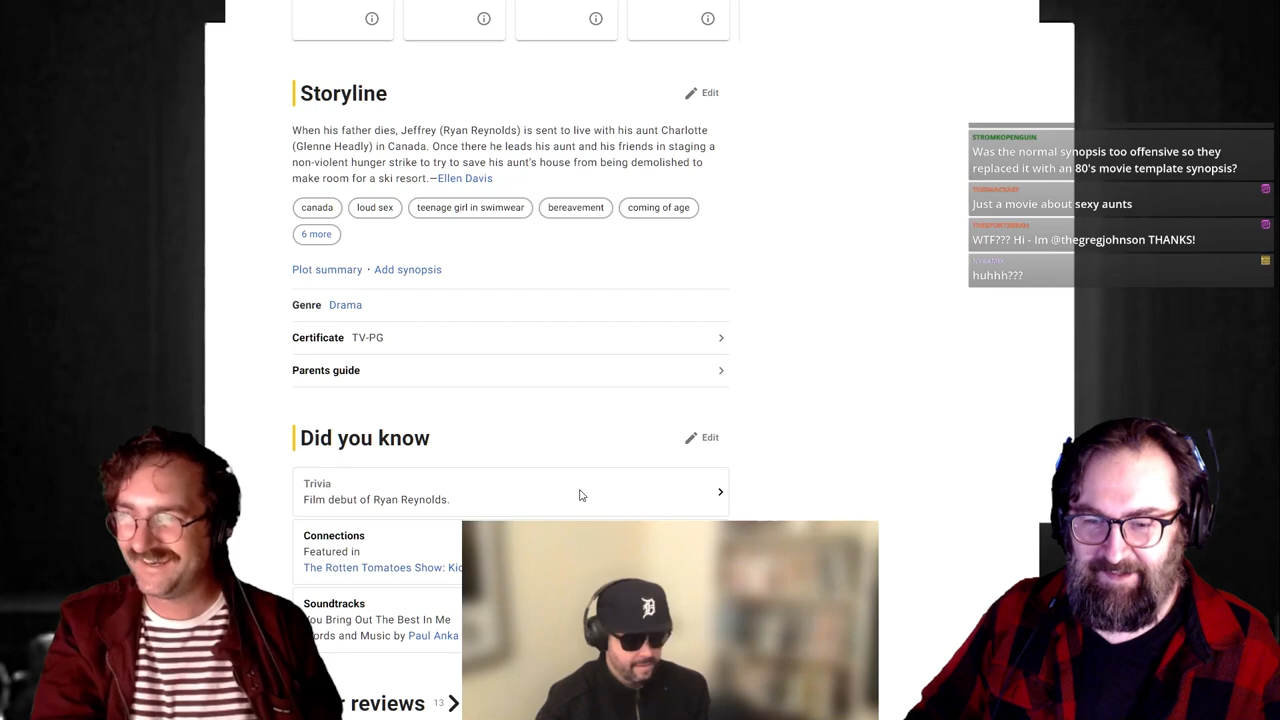 Storyline
Edit
When his father dies, Jeffrey (Ryan Reynolds) is sent to live with his aunt Charlotte
(Glenne Headly) in Canada. Once there he leads his aunt and his friends in staging a
non-violent hunger strike to try to save his aunt's house from being demolished to
make room for a ski resort.—Ellen Davis
canada
loud sex
teenage girl in swimwear
bereavement
coming of age
6 more
Plot summary · Add synopsis
Genre Drama
Certificate TV-PG
Parents guide
Did you know
Edit
Trivia
Film debut of Ryan Reynolds.
Connections
Featured in
The Rotten Tomatoes Show:
Soundtracks
You Bring Out The Best In Me
Words and Music by Paul Anka
reviews 13
STROMKOPENGUIN
Was the normal synopsis too offensive so they
replaced it with an 80's movie template synopsis?
Just a movie about sexy aunts
WTF??? Hi - Im @thegregjohnson THANKS!
huhhh???
D